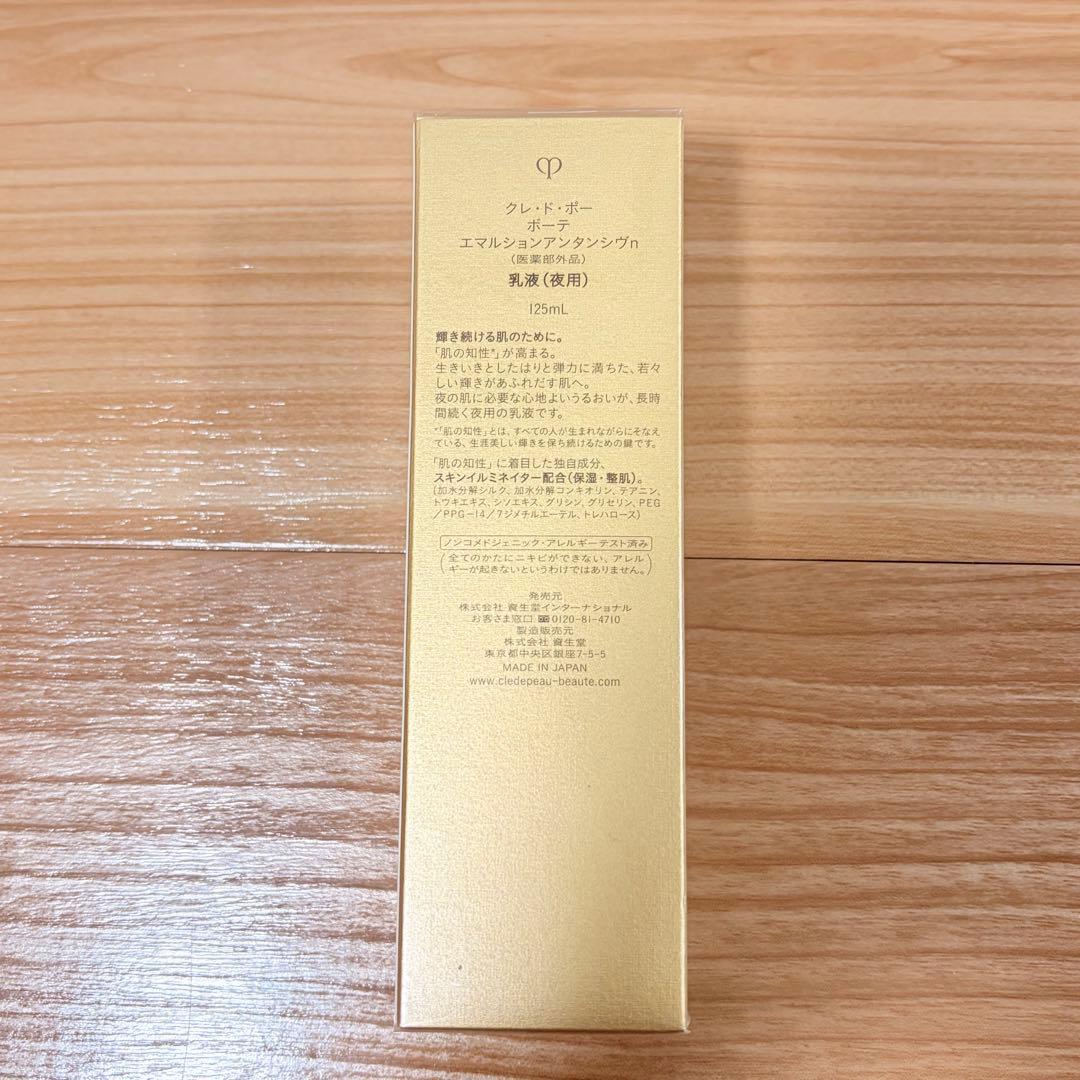 クレ・ド・ポー
ボーテ
エマルションアンタンシヴn
（医薬部外品）
乳液（夜用）
125mL
輝き続ける肌のために。
「肌の知性*」が高まる。
生きいきとしたはりと弾力に満ちた、若々
しい輝きがあふれだす肌へ。
夜の肌に必要な心地よいうるおいが、長時
間続く夜用の乳液です。
*「肌の知性」とは、すべての人が生まれながらにそなえ
ている、生涯美しい輝きを保ち続けるための鍵です。
「肌の知性」に着目した独自成分、
スキンイルミネイター配合（保湿・整肌）。
（加水分解シルク、加水分解コンキオリン、テアニン、
トウキエキス、シソエキス、グリシン、グリセリン、PEG
／PPG－14／7ジメチルエーテル、トレハロース）
ノンコメドジェニック・アレルギーテスト済み
（全てのかたにニキビができない、アレル
ギーが起きないというわけではありません。）
発売元
株式会社 資生堂インターナショナル
お客さま窓口 0120-81-4710
製造販売元
株式会社 資生堂
東京都中央区銀座7-5-5
MADE IN JAPAN
www.cledepeau-beaute.com